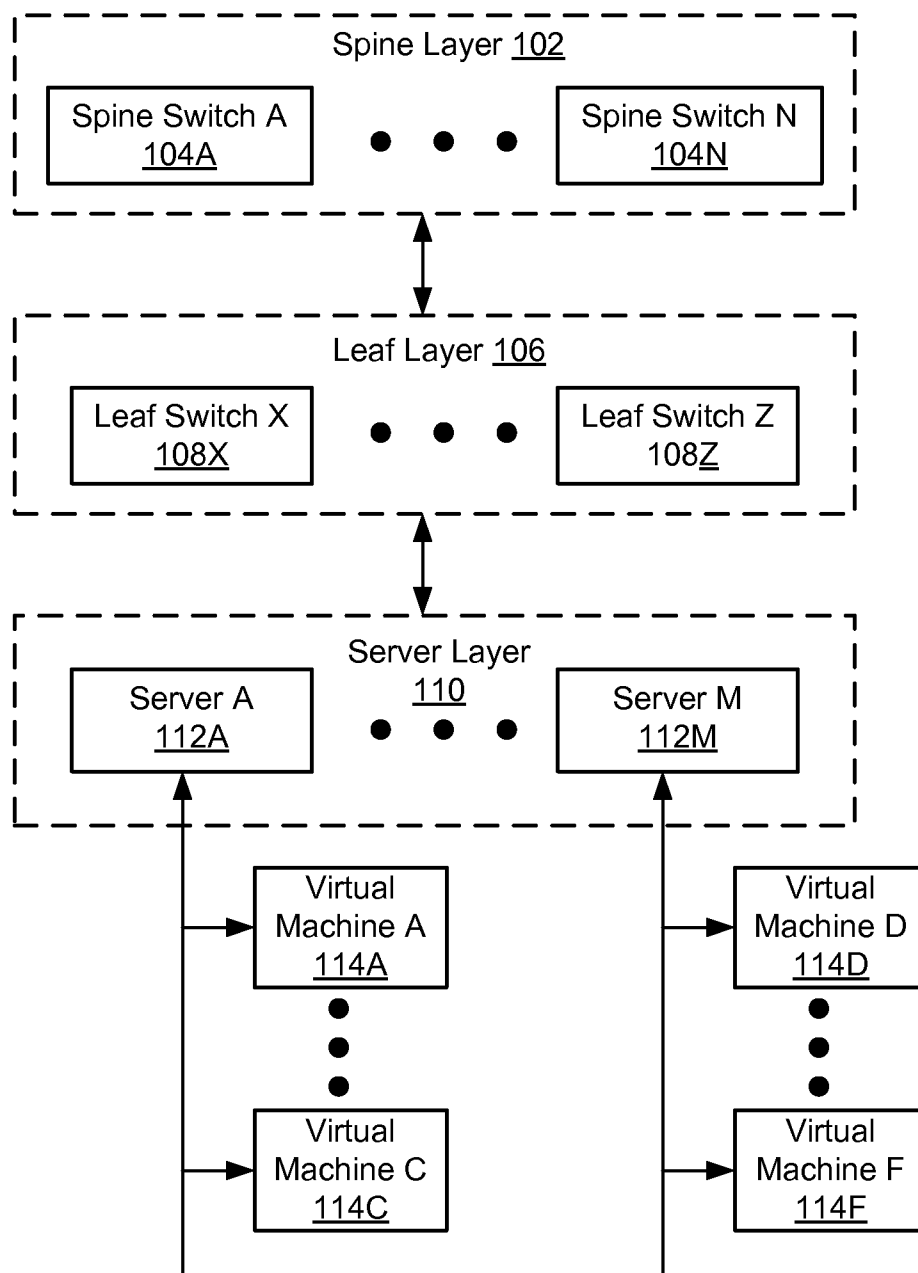 Spine Layer 102
Spine Switch A
104A
Spine Switch N
104N
Leaf Layer 106
Leaf Switch X
108X
Leaf Switch Z
108Z
Server Layer
110
Server A
112A
Server M
112M
Virtual
Machine A
114A
Virtual
Machine D
114D
Virtual
Machine C
114C
Virtual
Machine F
114F